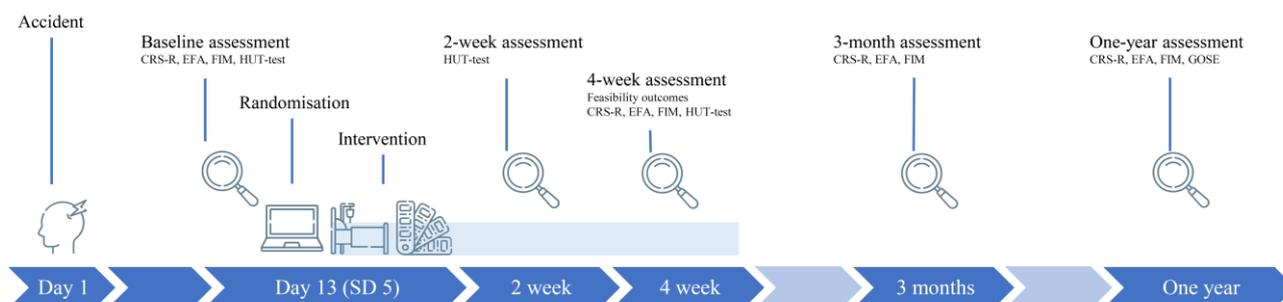 Accident
Baseline assessment
CRS-R, EFA, FIM, HUT-test
Randomisation
Intervention
2-week assessment
HUT-test
4-week assessment
Feasibility outcomes
CRS-R, EFA, FIM, HUT-test
3-month assessment
CRS-R, EFA, FIM
One-year assessment
CRS-R, EFA, FIM, GOSE
Day 1
Day 13 (SD 5)
2 week
4 week
3 months
One year